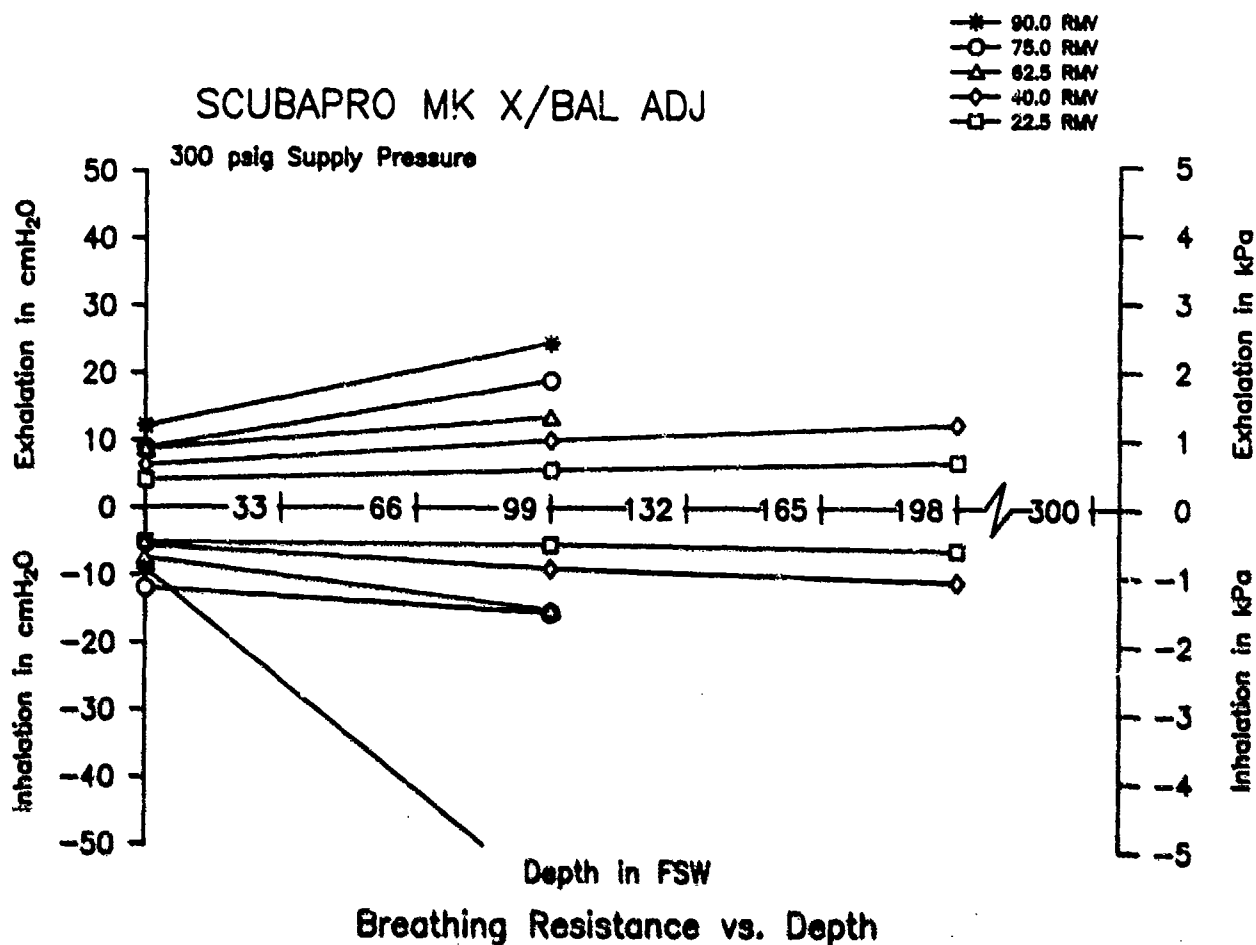 90.0 RMV
75.0 RMV
62.5 RMV
40.0 RMV
22.5 RMV
SCUBAPRO MK X/BAL ADJ
300 psig Supply Pressure
Exhalation in cmH₂O
Inhalation in cmH₂O
50
40
30
20
10
0
-10
-20
-30
-40
-50
33
66
99
132
165
198
300
5
4
3
2
1
0
-1
-2
-3
-4
-5
Exhalation in kPa
Inhalation in kPa
Depth in FSW
Breathing Resistance vs. Depth